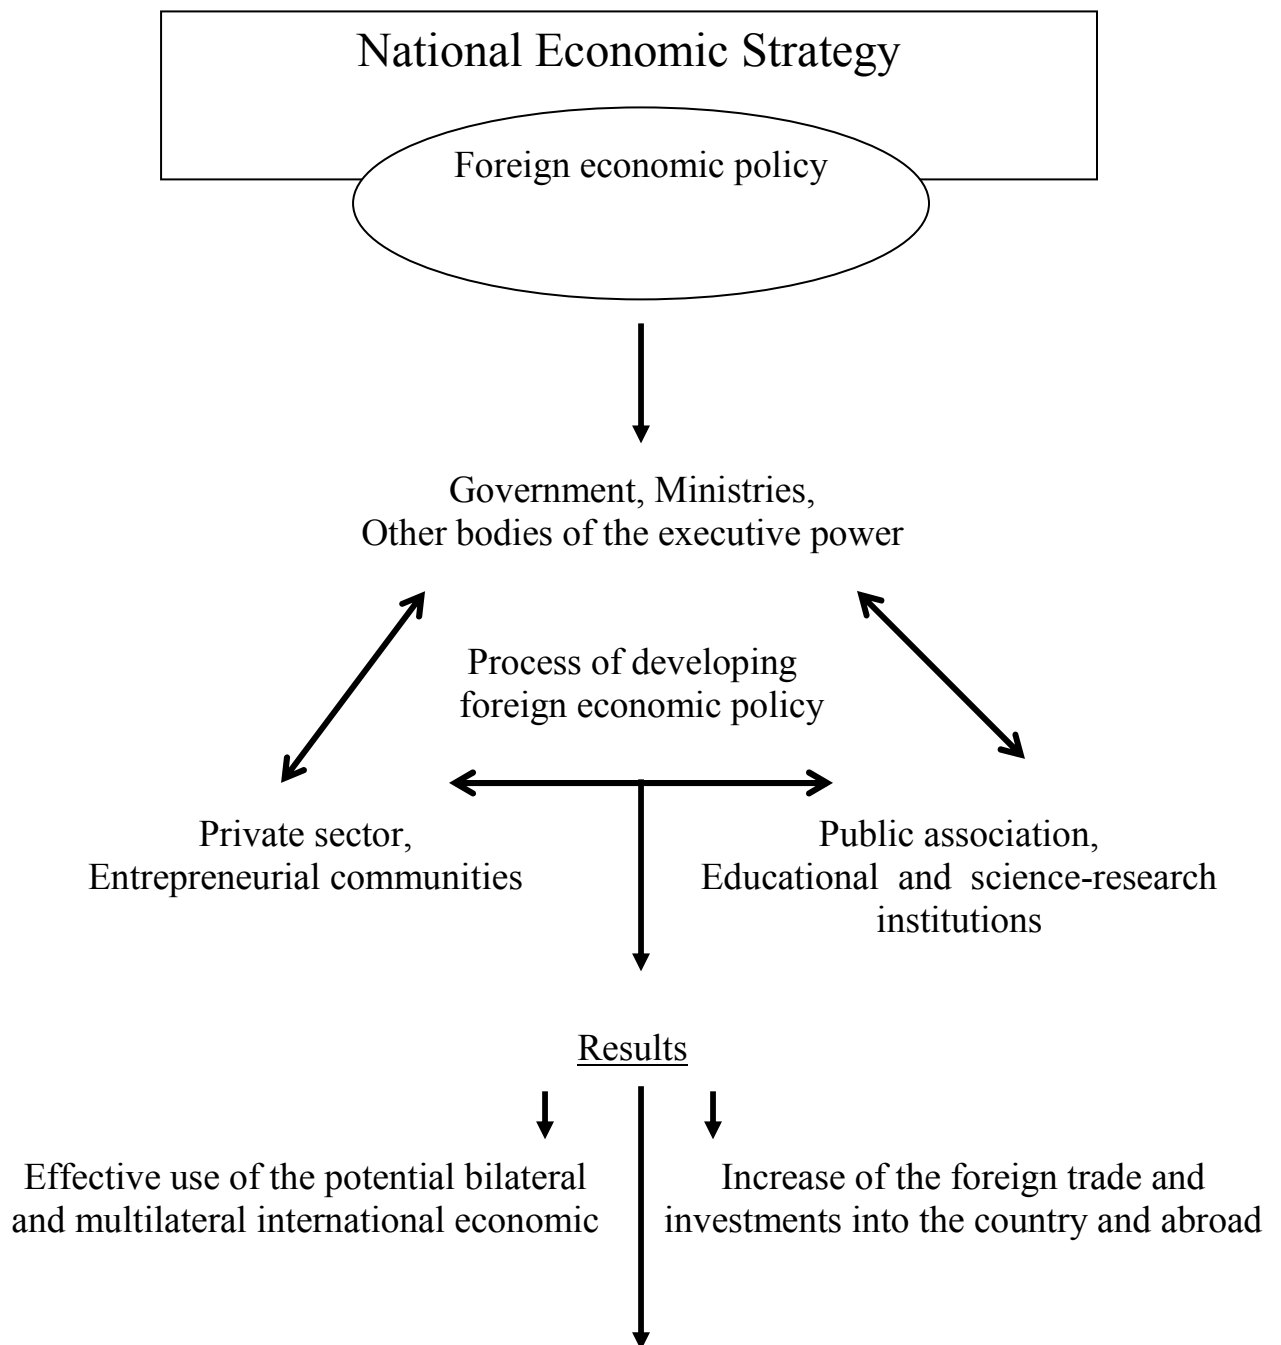 National Economic Strategy
Foreign economic policy
Government, Ministries,
Other bodies of the executive power
Process of developing
foreign economic policy
Private sector,
Entrepreneurial communities
Public association,
Educational and science-research
institutions
Results
Effective use of the potential bilateral
and multilateral international economic
Increase of the foreign trade and
investments into the country and abroad